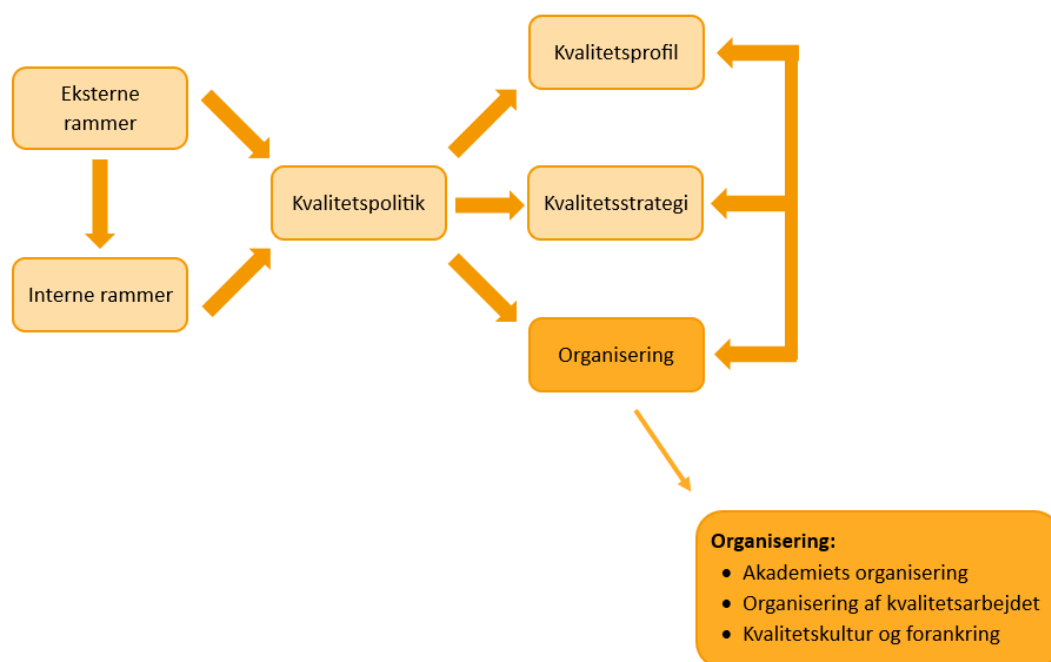 Kvalitetsprofil
Eksterne
rammer
Kvalitetspolitik
Kvalitetsstrategi
Interne rammer
Organisering
Organisering:
• Akademiets organisering
• Organisering af kvalitetsarbejdet
• Kvalitetskultur og forankring